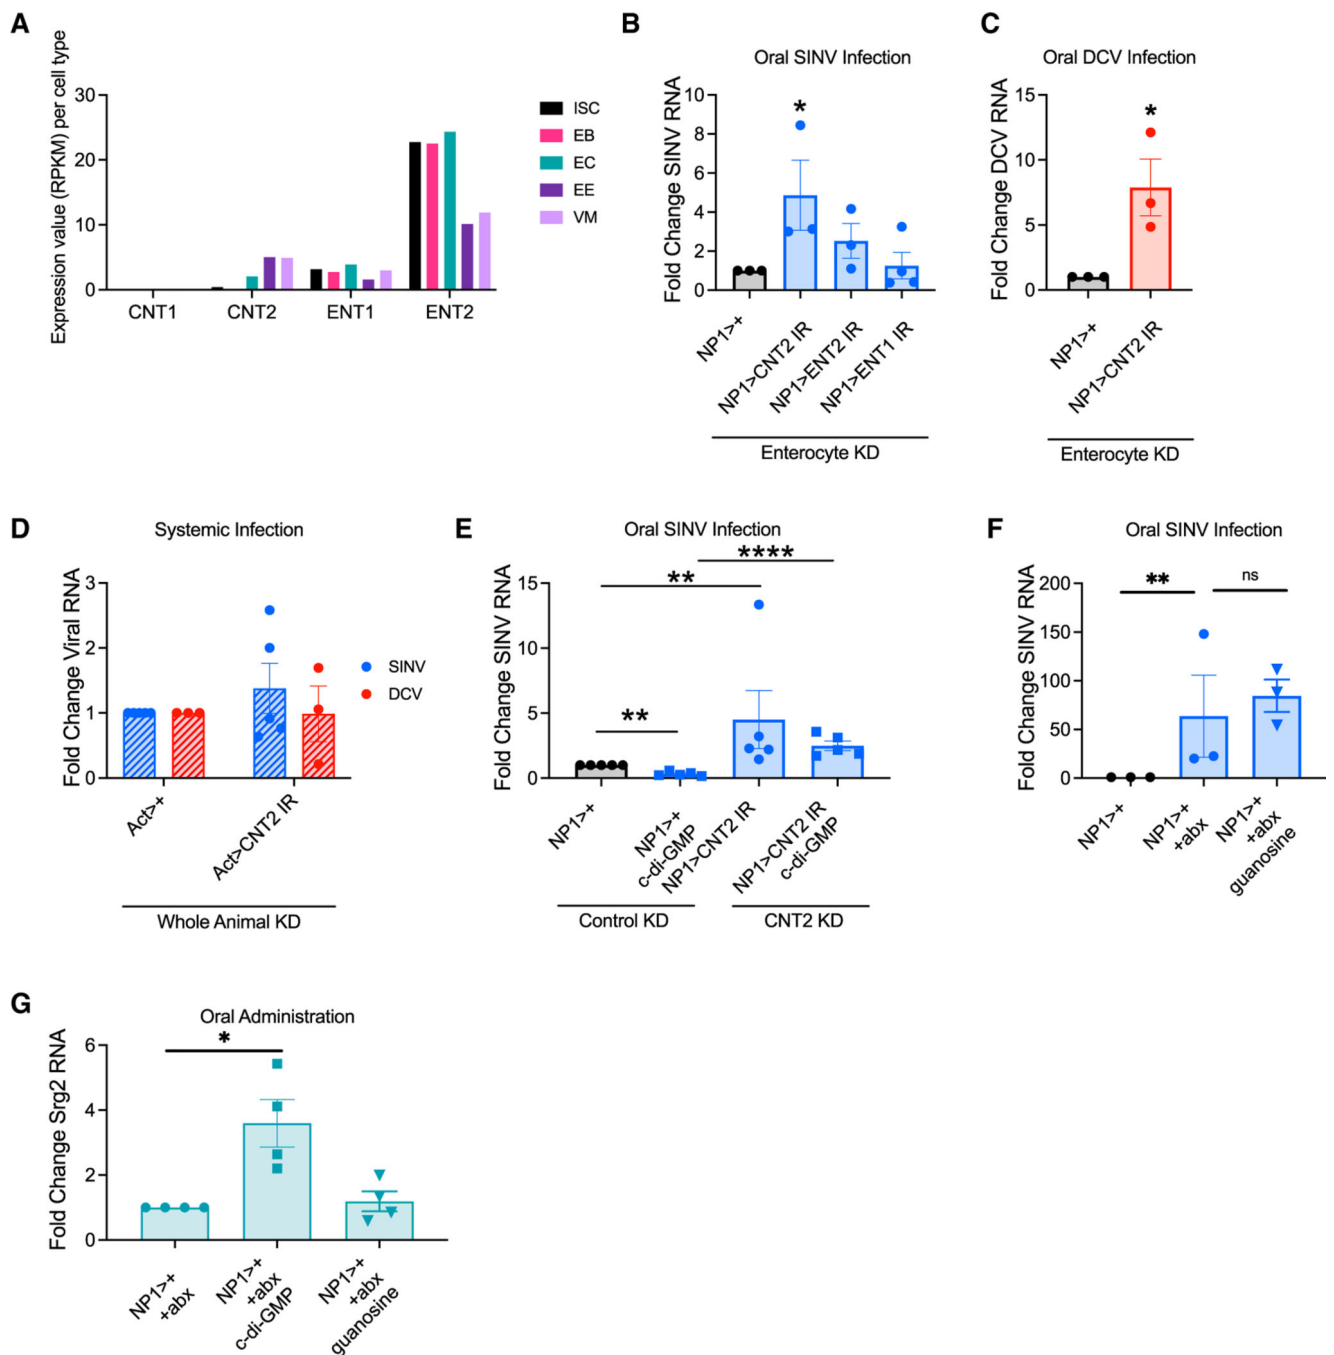 A
Expression value (RPKM) per cell type
30
20
10
0
CNT1
CNT2
ENT1
ENT2
ISC
EB
EC
EE
VM
B
Oral SINV Infection
Fold Change SINV RNA
10
8
6
4
2
0
*
NP1>+
NP1>CNT2 IR
NP1>ENT2 IR
NP1>ENT1 IR
Enterocyte KD
C
Oral DCV Infection
Fold Change DCV RNA
15
10
5
0
*
NP1>+
NP1>CNT2 IR
Enterocyte KD
D
Systemic Infection
Fold Change Viral RNA
3
2
1
0
SINV
DCV
Act>+
Act>CNT2 IR
Whole Animal KD
E
Oral SINV Infection
Fold Change SINV RNA
15
10
5
0
****
**
**
NP1>+
NP1>+
c-di-GMP
NP1>CNT2 IR
NP1>CNT2 IR
c-di-GMP
Control KD
CNT2 KD
F
Oral SINV Infection
Fold Change SINV RNA
200
150
100
50
0
**
ns
NP1>+
NP1>+
+abx
NP1>+
+abx
guanosine
G
Oral Administration
Fold Change Srg2 RNA
6
4
2
0
*
NP1>+
+abx
NP1>+
+abx
c-di-GMP
NP1>+
+abx
guanosine